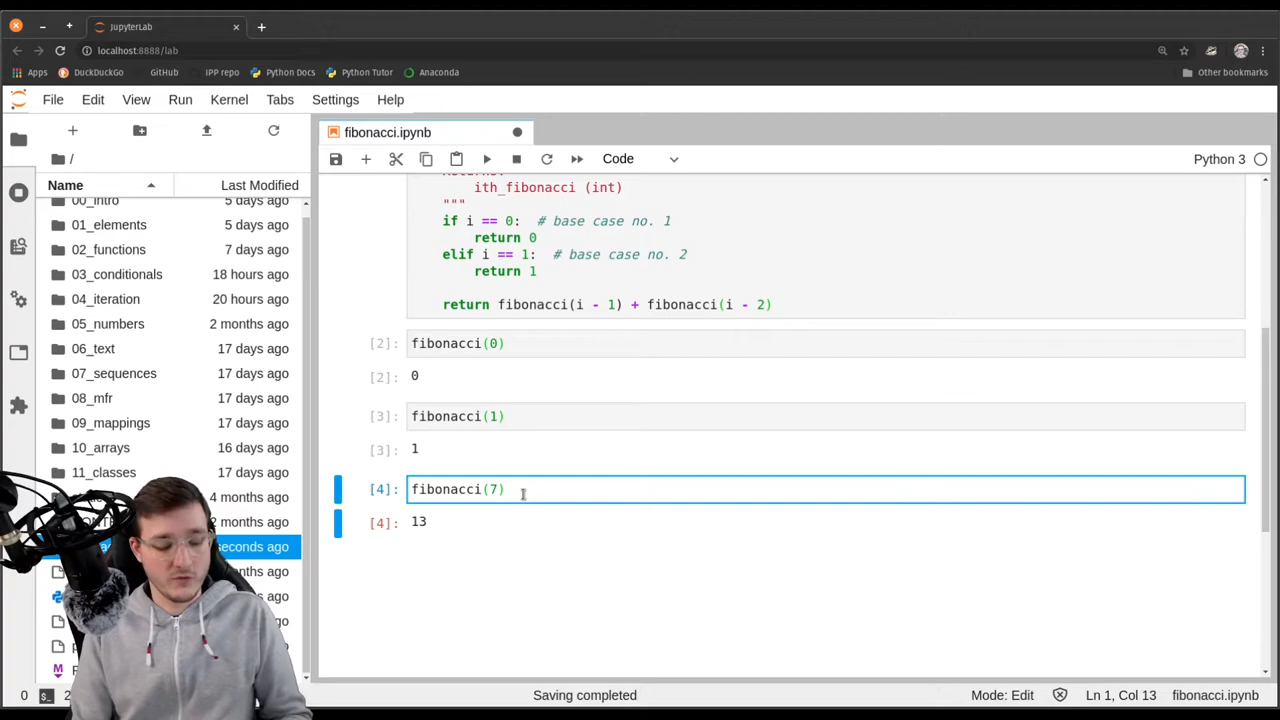 JupyterLab
localhost:8888/lab
Apps DuckDuckGo GitHub IPP repo Python Docs Python Tutor Anaconda Other bookmarks
File Edit View Run Kernel Tabs Settings Help
fibonacci.ipynb
Code Python 3
/
Name Last Modified
00_intro 5 days ago
01_elements 5 days ago
02_functions 7 days ago
03_conditionals 18 hours ago
04_iteration 20 hours ago
05_numbers 2 months ago
06_text 17 days ago
07_sequences 17 days ago
08_mfr 17 days ago
09_mappings 17 days ago
10_arrays 16 days ago
11_classes 17 days ago
4 months ago
seconds ago
ago
ago
ago
ago
Returns:
ith_fibonacci (int)
"""
if i == 0: # base case no. 1
return 0
elif i == 1: # base case no. 2
return 1
return fibonacci(i - 1) + fibonacci(i - 2)
[2]: fibonacci(0)
[2]: 0
[3]: fibonacci(1)
[3]: 1
[4]: fibonacci(7)
[4]: 13
0 $_ 2 Saving completed Mode: Edit Ln 1, Col 13 fibonacci.ipynb